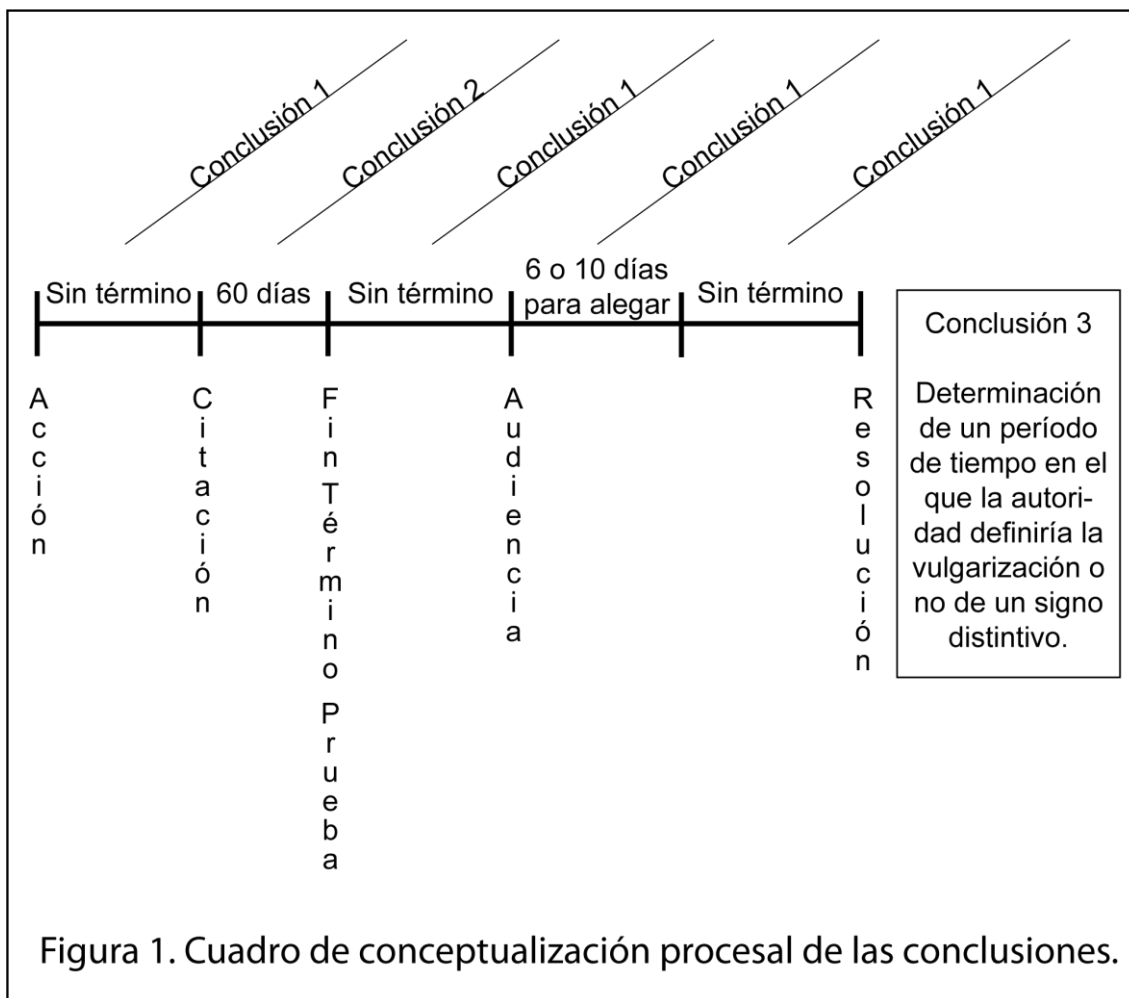 Conclusión 1
Conclusión 2
Conclusión 1
Conclusión 1
Conclusión 1
Sin término
60 días
Sin término
6 o 10 días
para alegar
Sin término
Acción
Citación
Fin Término Prueba
Audiencia
Resolución
Conclusión 3
Determinación
de un período
de tiempo en el
que la autori-
dad definiría la
vulgarización o
no de un signo
distintivo.
Figura 1. Cuadro de conceptualización procesal de las conclusiones.